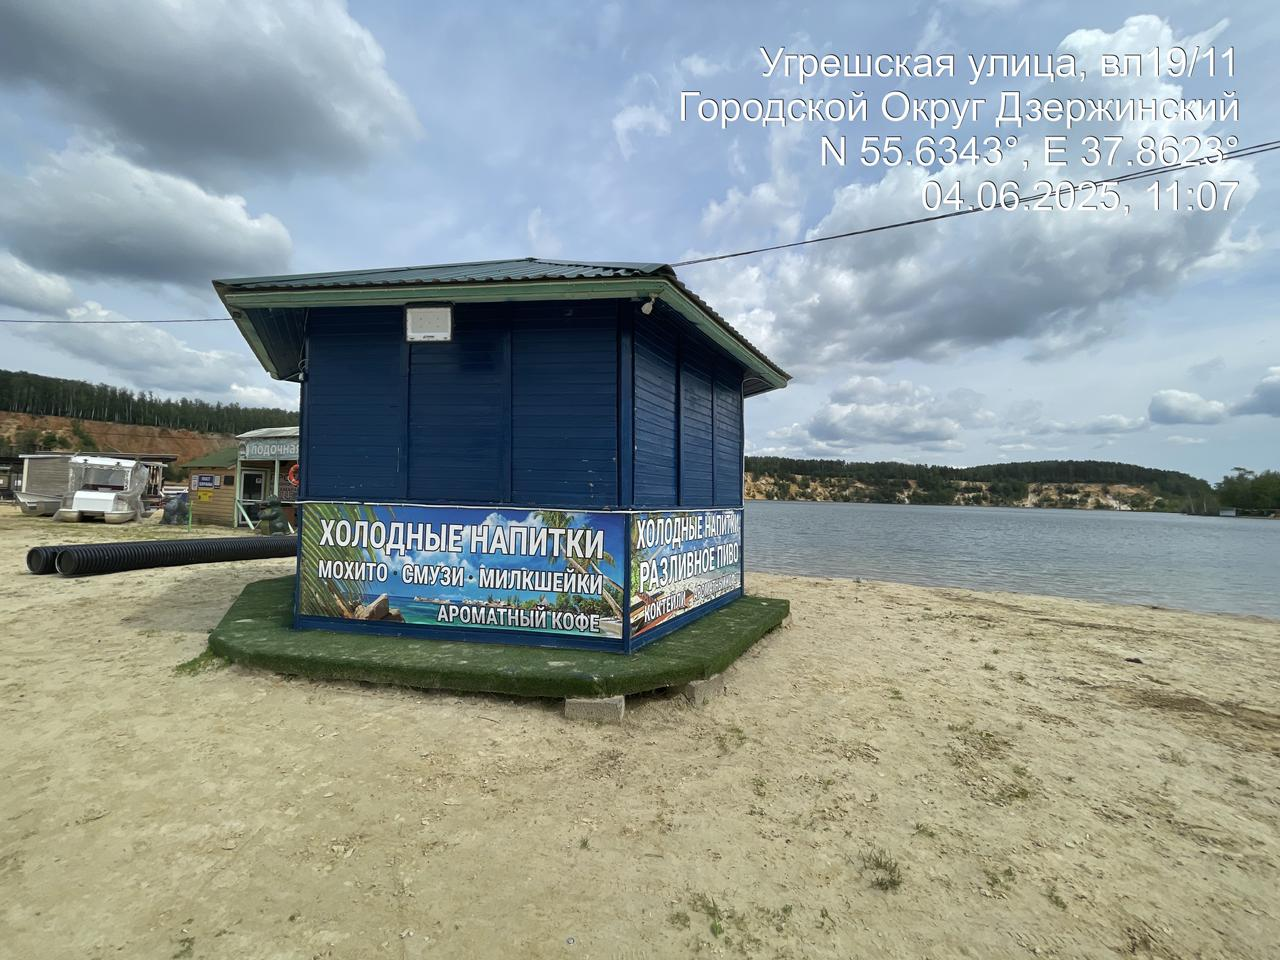 Угрешская улица, вл19/11
Городской Округ Дзержинский
N 55.6343°, E 37.8623°
04.06.2025, 11:07
лодочная
ХОЛОДНЫЕ НАПИТКИ
МОХИТО · СМУЗИ · МИЛКШЕЙКИ
АРОМАТНЫЙ КОФЕ
ХОЛОДНЫЕ НАПИТКИ
РАЗЛИВНОЕ ПИВО
КОКТЕЙЛИ